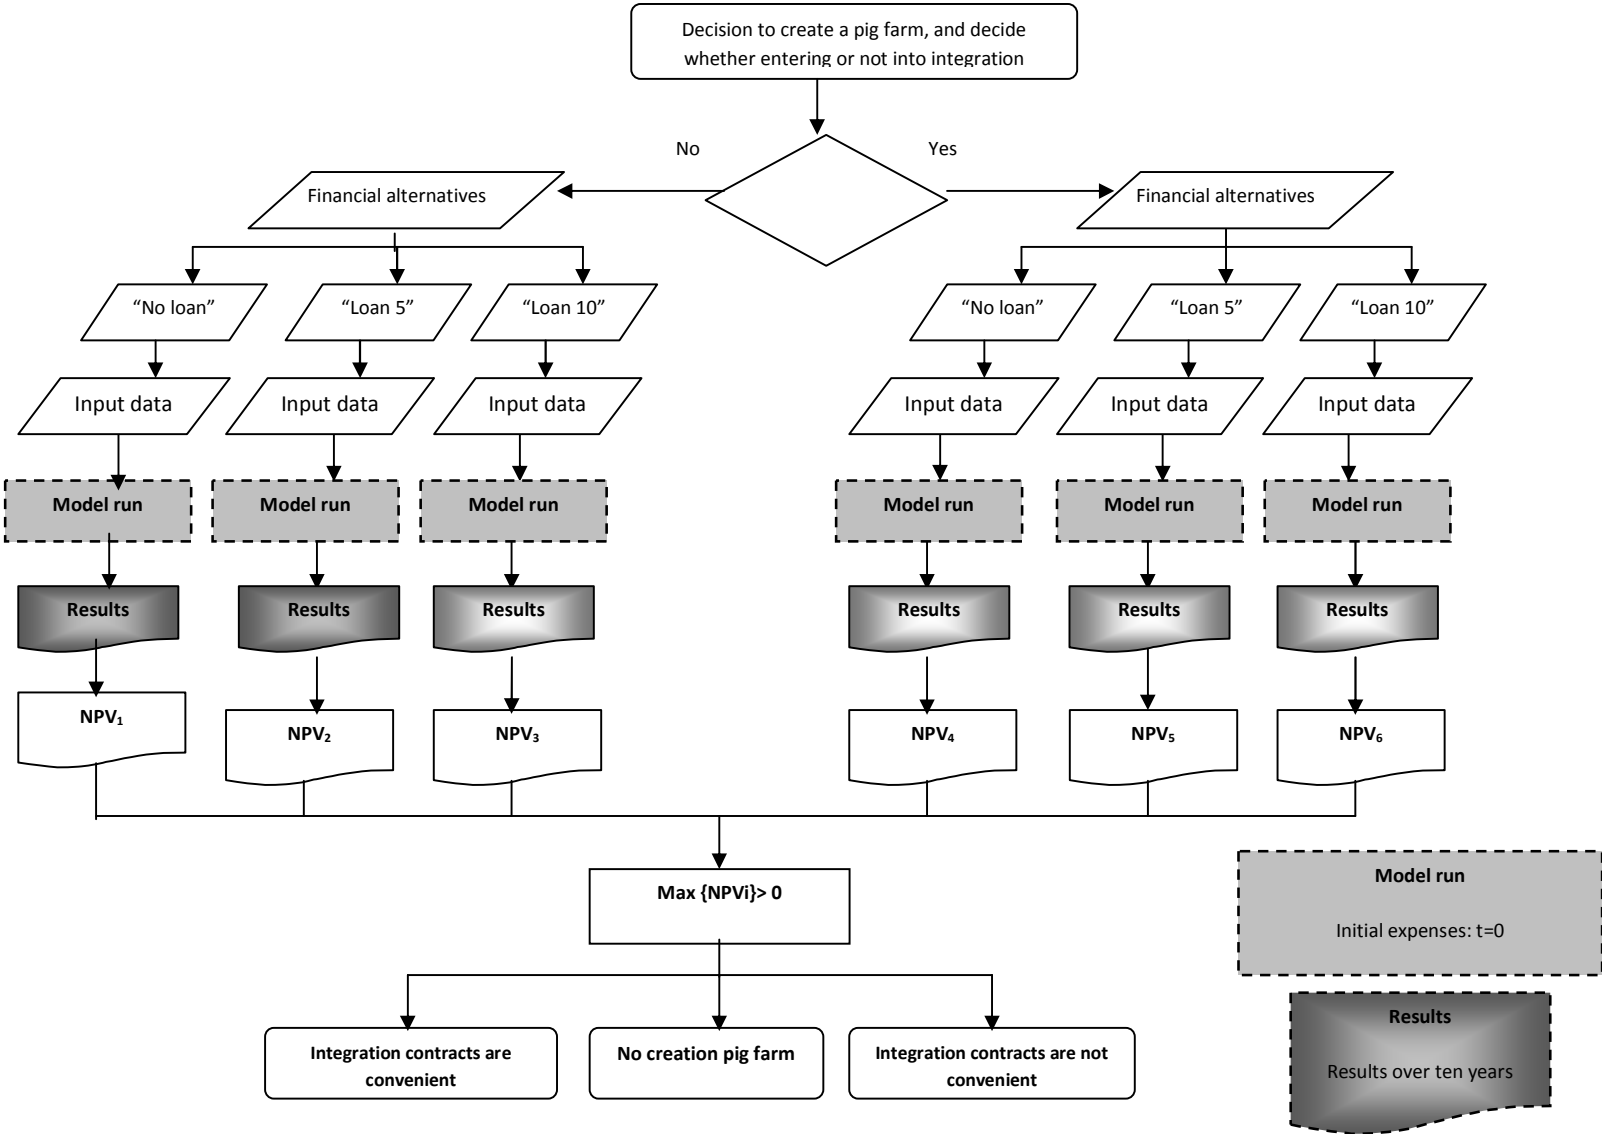 Decision to create a pig farm, and decide
whether entering or not into integration
No
Yes
Financial alternatives
Financial alternatives
“No loan”
“Loan 5”
“Loan 10”
“No loan”
“Loan 5”
“Loan 10”
Input data
Input data
Input data
Input data
Input data
Input data
Model run
Model run
Model run
Model run
Model run
Model run
Results
Results
Results
Results
Results
Results
NPV₁
NPV₂
NPV₃
NPV₄
NPV₅
NPV₆
Max {NPVi}> 0
Model run
Initial expenses: t=0
Results
Results over ten years
Integration contracts are
convenient
No creation pig farm
Integration contracts are not
convenient